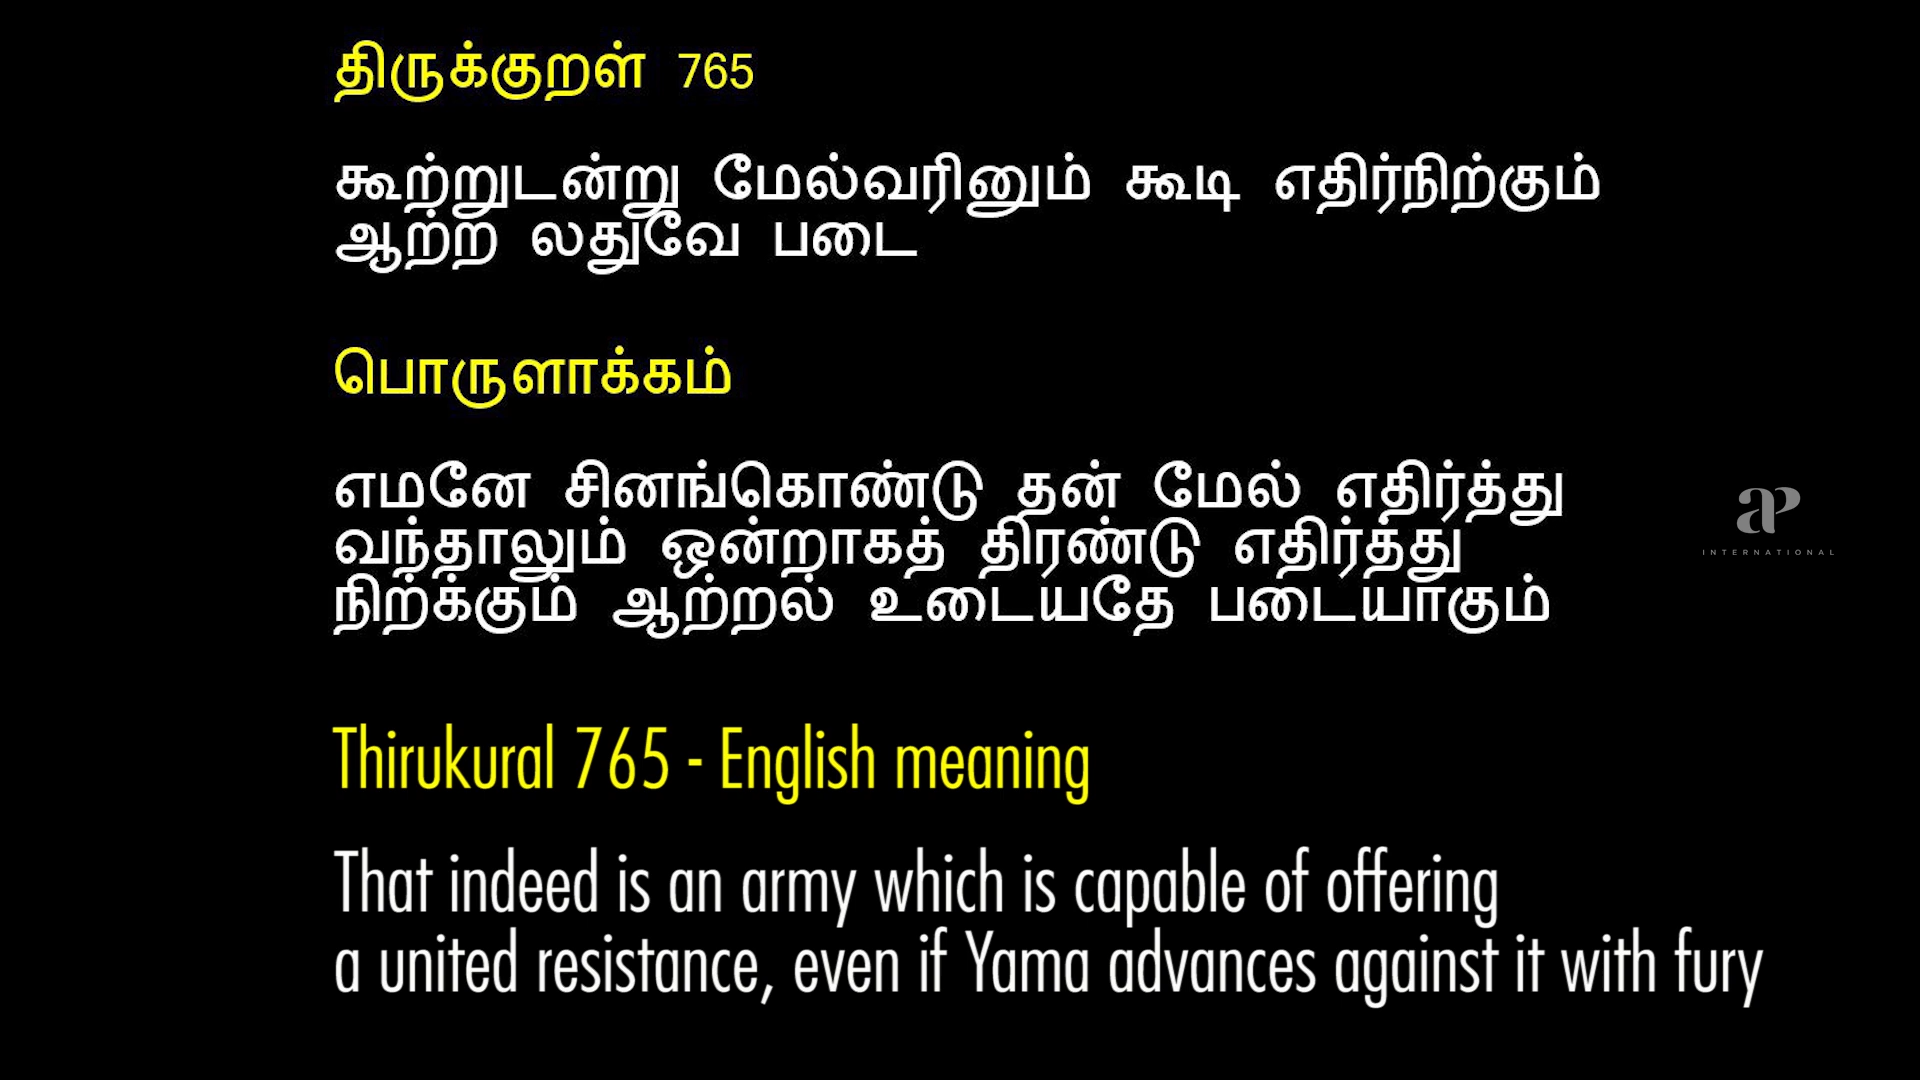 திருக்குறள் 765
கூற்றுடன்று மேல்வரினும் கூடி எதிர்நிற்கும்
ஆற்ற லதுவே படை
பொருளாக்கம்
எமனே சினங்கொண்டு தன் மேல் எதிர்த்து
வந்தாலும் ஒன்றாகத் திரண்டு எதிர்த்து
நிற்க்கும் ஆற்றல் உடையதே படையாகும்
ap
INTERNATIONAL
Thirukural 765 - English meaning
That indeed is an army which is capable of offering
a united resistance, even if Yama advances against it with fury